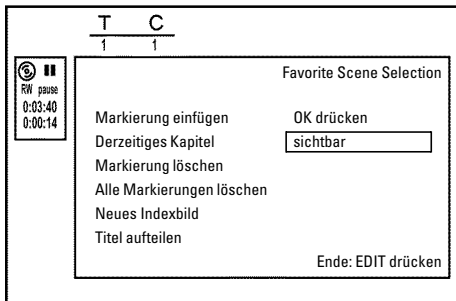 T C
1 1
RW pause
0:03:40
0:00:14
Favorite Scene Selection
Markierung einfügen OK drücken
Derzeitiges Kapitel sichtbar
Markierung löschen
Alle Markierungen löschen
Neues Indexbild
Titel aufteilen
Ende: EDIT drücken